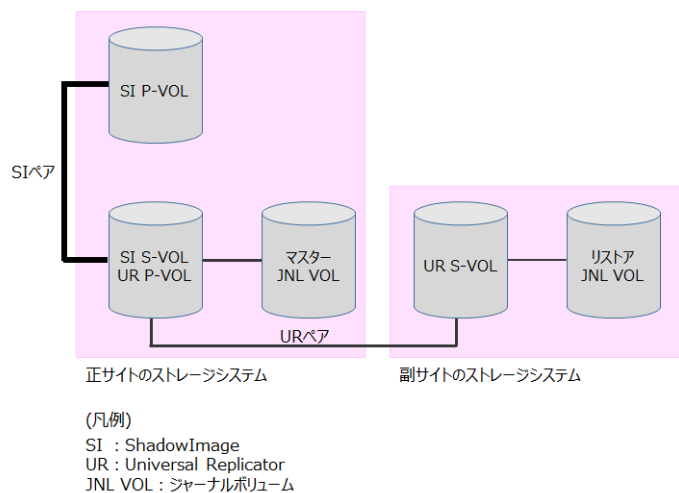 SI P-VOL
SIペア
SI S-VOL
UR P-VOL
マスター
JNL VOL
UR S-VOL
リストア
JNL VOL
URペア
正サイトのストレージシステム
副サイトのストレージシステム
(凡例)
SI : ShadowImage
UR : Universal Replicator
JNL VOL : ジャーナルボリューム